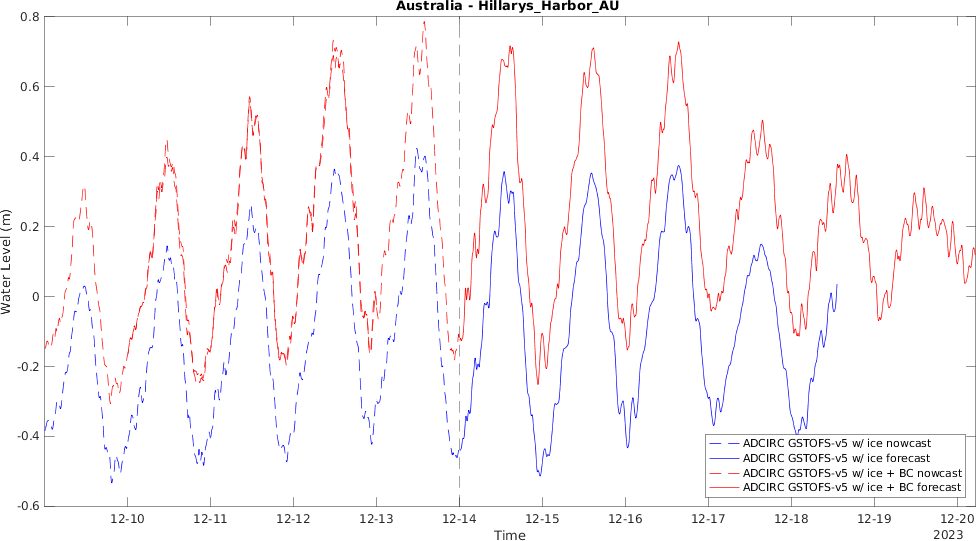 Australia - Hillarys_Harbor_AU
0.8
0.6
0.4
0.2
0
-0.2
-0.4
-0.6
Water Level (m)
ADCIRC GSTOFS-v5 w/ ice nowcast
ADCIRC GSTOFS-v5 w/ ice forecast
ADCIRC GSTOFS-v5 w/ ice + BC nowcast
ADCIRC GSTOFS-v5 w/ ice + BC forecast
12-10 12-11 12-12 12-13 12-14 12-15 12-16 12-17 12-18 12-19 12-20
Time
2023